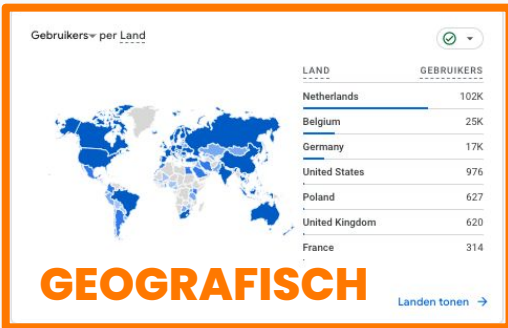 Gebruikers per Land
LAND GEBRUIKERS
Netherlands 102K
Belgium 25K
Germany 17K
United States 976
Poland 627
United Kingdom 620
France 314
GEOGRAFISCH
Landen tonen →